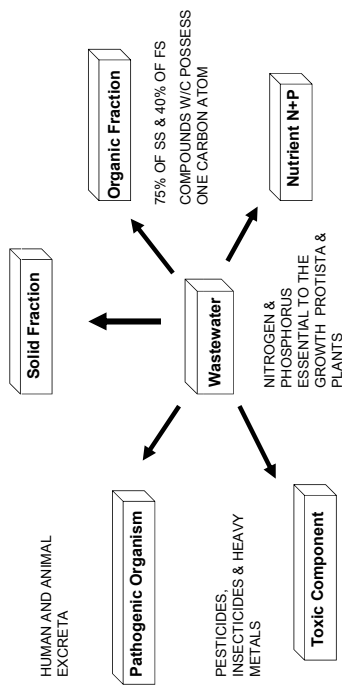 Solid Fraction
HUMAN AND ANIMAL
EXCRETA
Pathogenic Organism
Organic Fraction
75% OF SS & 40% OF FS
COMPOUNDS W/C POSSESS
ONE CARBON ATOM
Wastewater
PESTICIDES,
INSECTICIDES & HEAVY
METALS
Toxic Component
NITROGEN &
PHOSPHORUS
ESSENTIAL TO THE
GROWTH PROTISTA &
PLANTS
Nutrient N+P